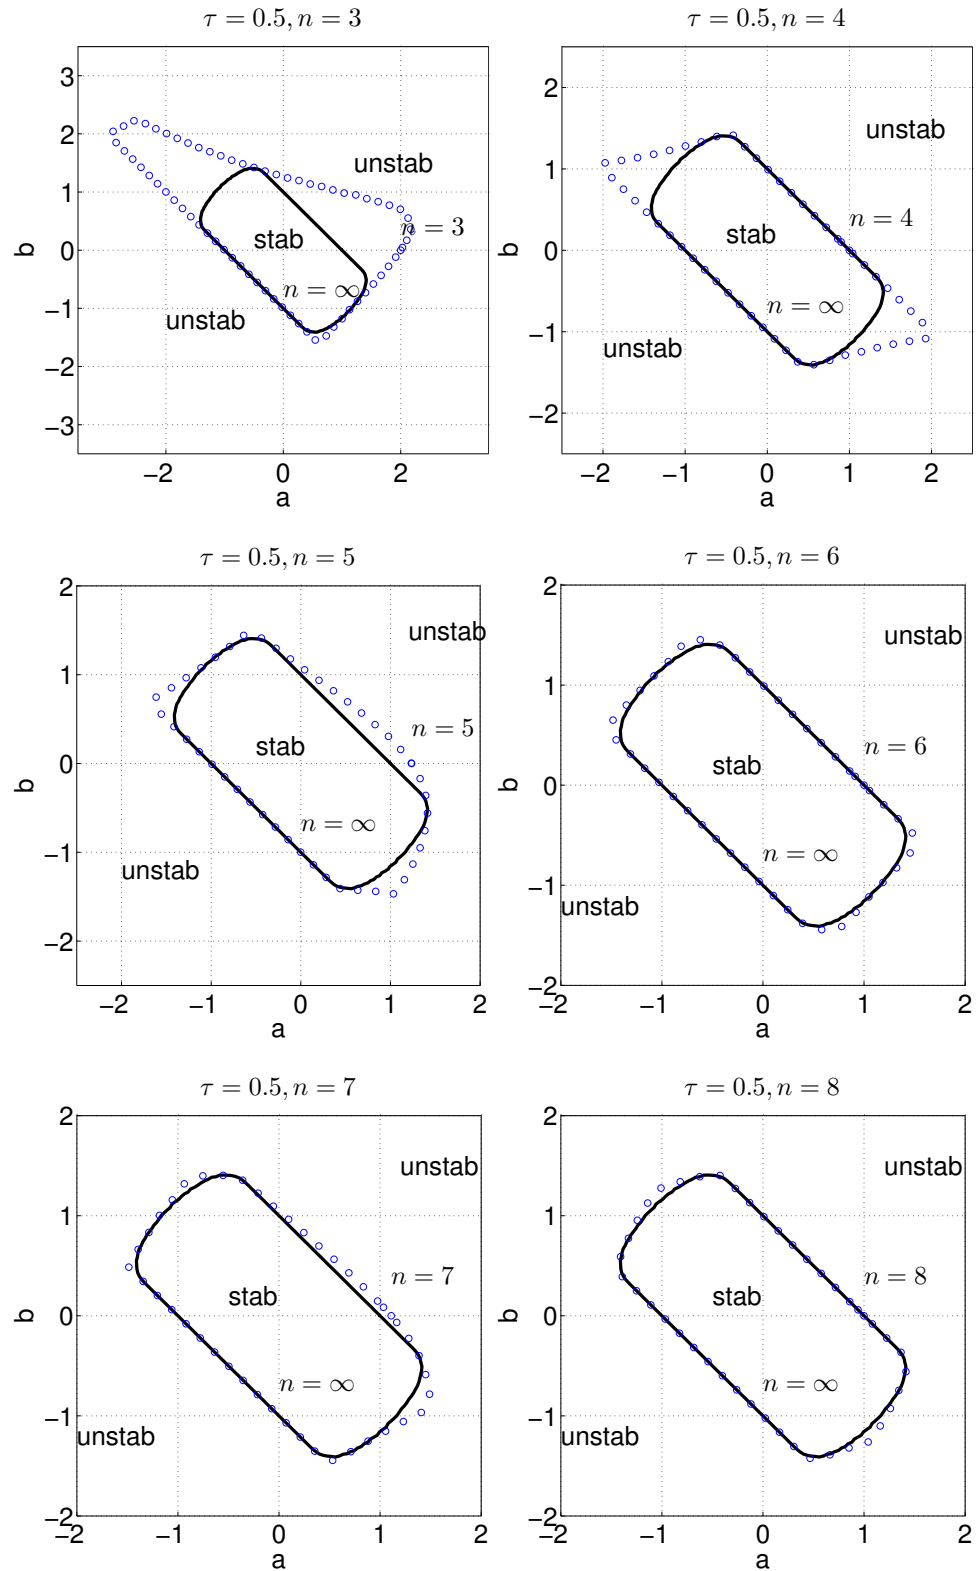 τ = 0.5, n = 3
3
2
1
0
−1
−2
−3
b
unstab
n = 3
stab
n = ∞
unstab
−2 0 2
a
τ = 0.5, n = 4
2
1
0
−1
−2
b
unstab
n = 4
stab
n = ∞
unstab
−2 −1 0 1 2
a
τ = 0.5, n = 5
2
1
0
−1
−2
b
unstab
n = 5
stab
n = ∞
unstab
−2 −1 0 1 2
a
τ = 0.5, n = 6
2
1
0
−1
−2
b
unstab
n = 6
stab
n = ∞
unstab
−2 −1 0 1 2
a
τ = 0.5, n = 7
2
1
0
−1
−2
b
unstab
n = 7
stab
n = ∞
unstab
−2 −1 0 1 2
a
τ = 0.5, n = 8
2
1
0
−1
−2
b
unstab
n = 8
stab
n = ∞
unstab
−2 −1 0 1 2
a